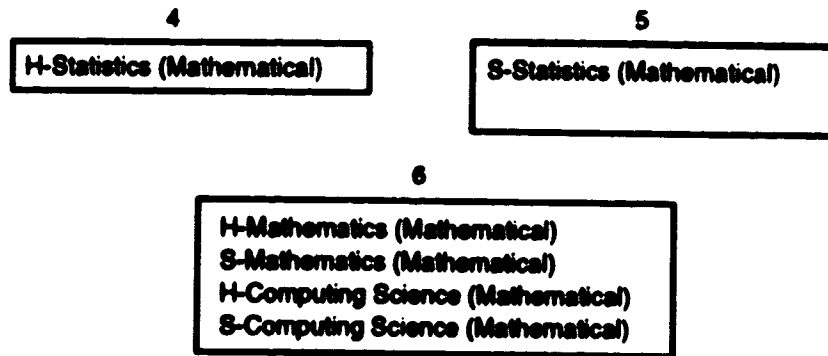 4
5
H-Statistics (Mathematical)
S-Statistics (Mathematical)
6
H-Mathematics (Mathematical)
S-Mathematics (Mathematical)
H-Computing Science (Mathematical)
S-Computing Science (Mathematical)